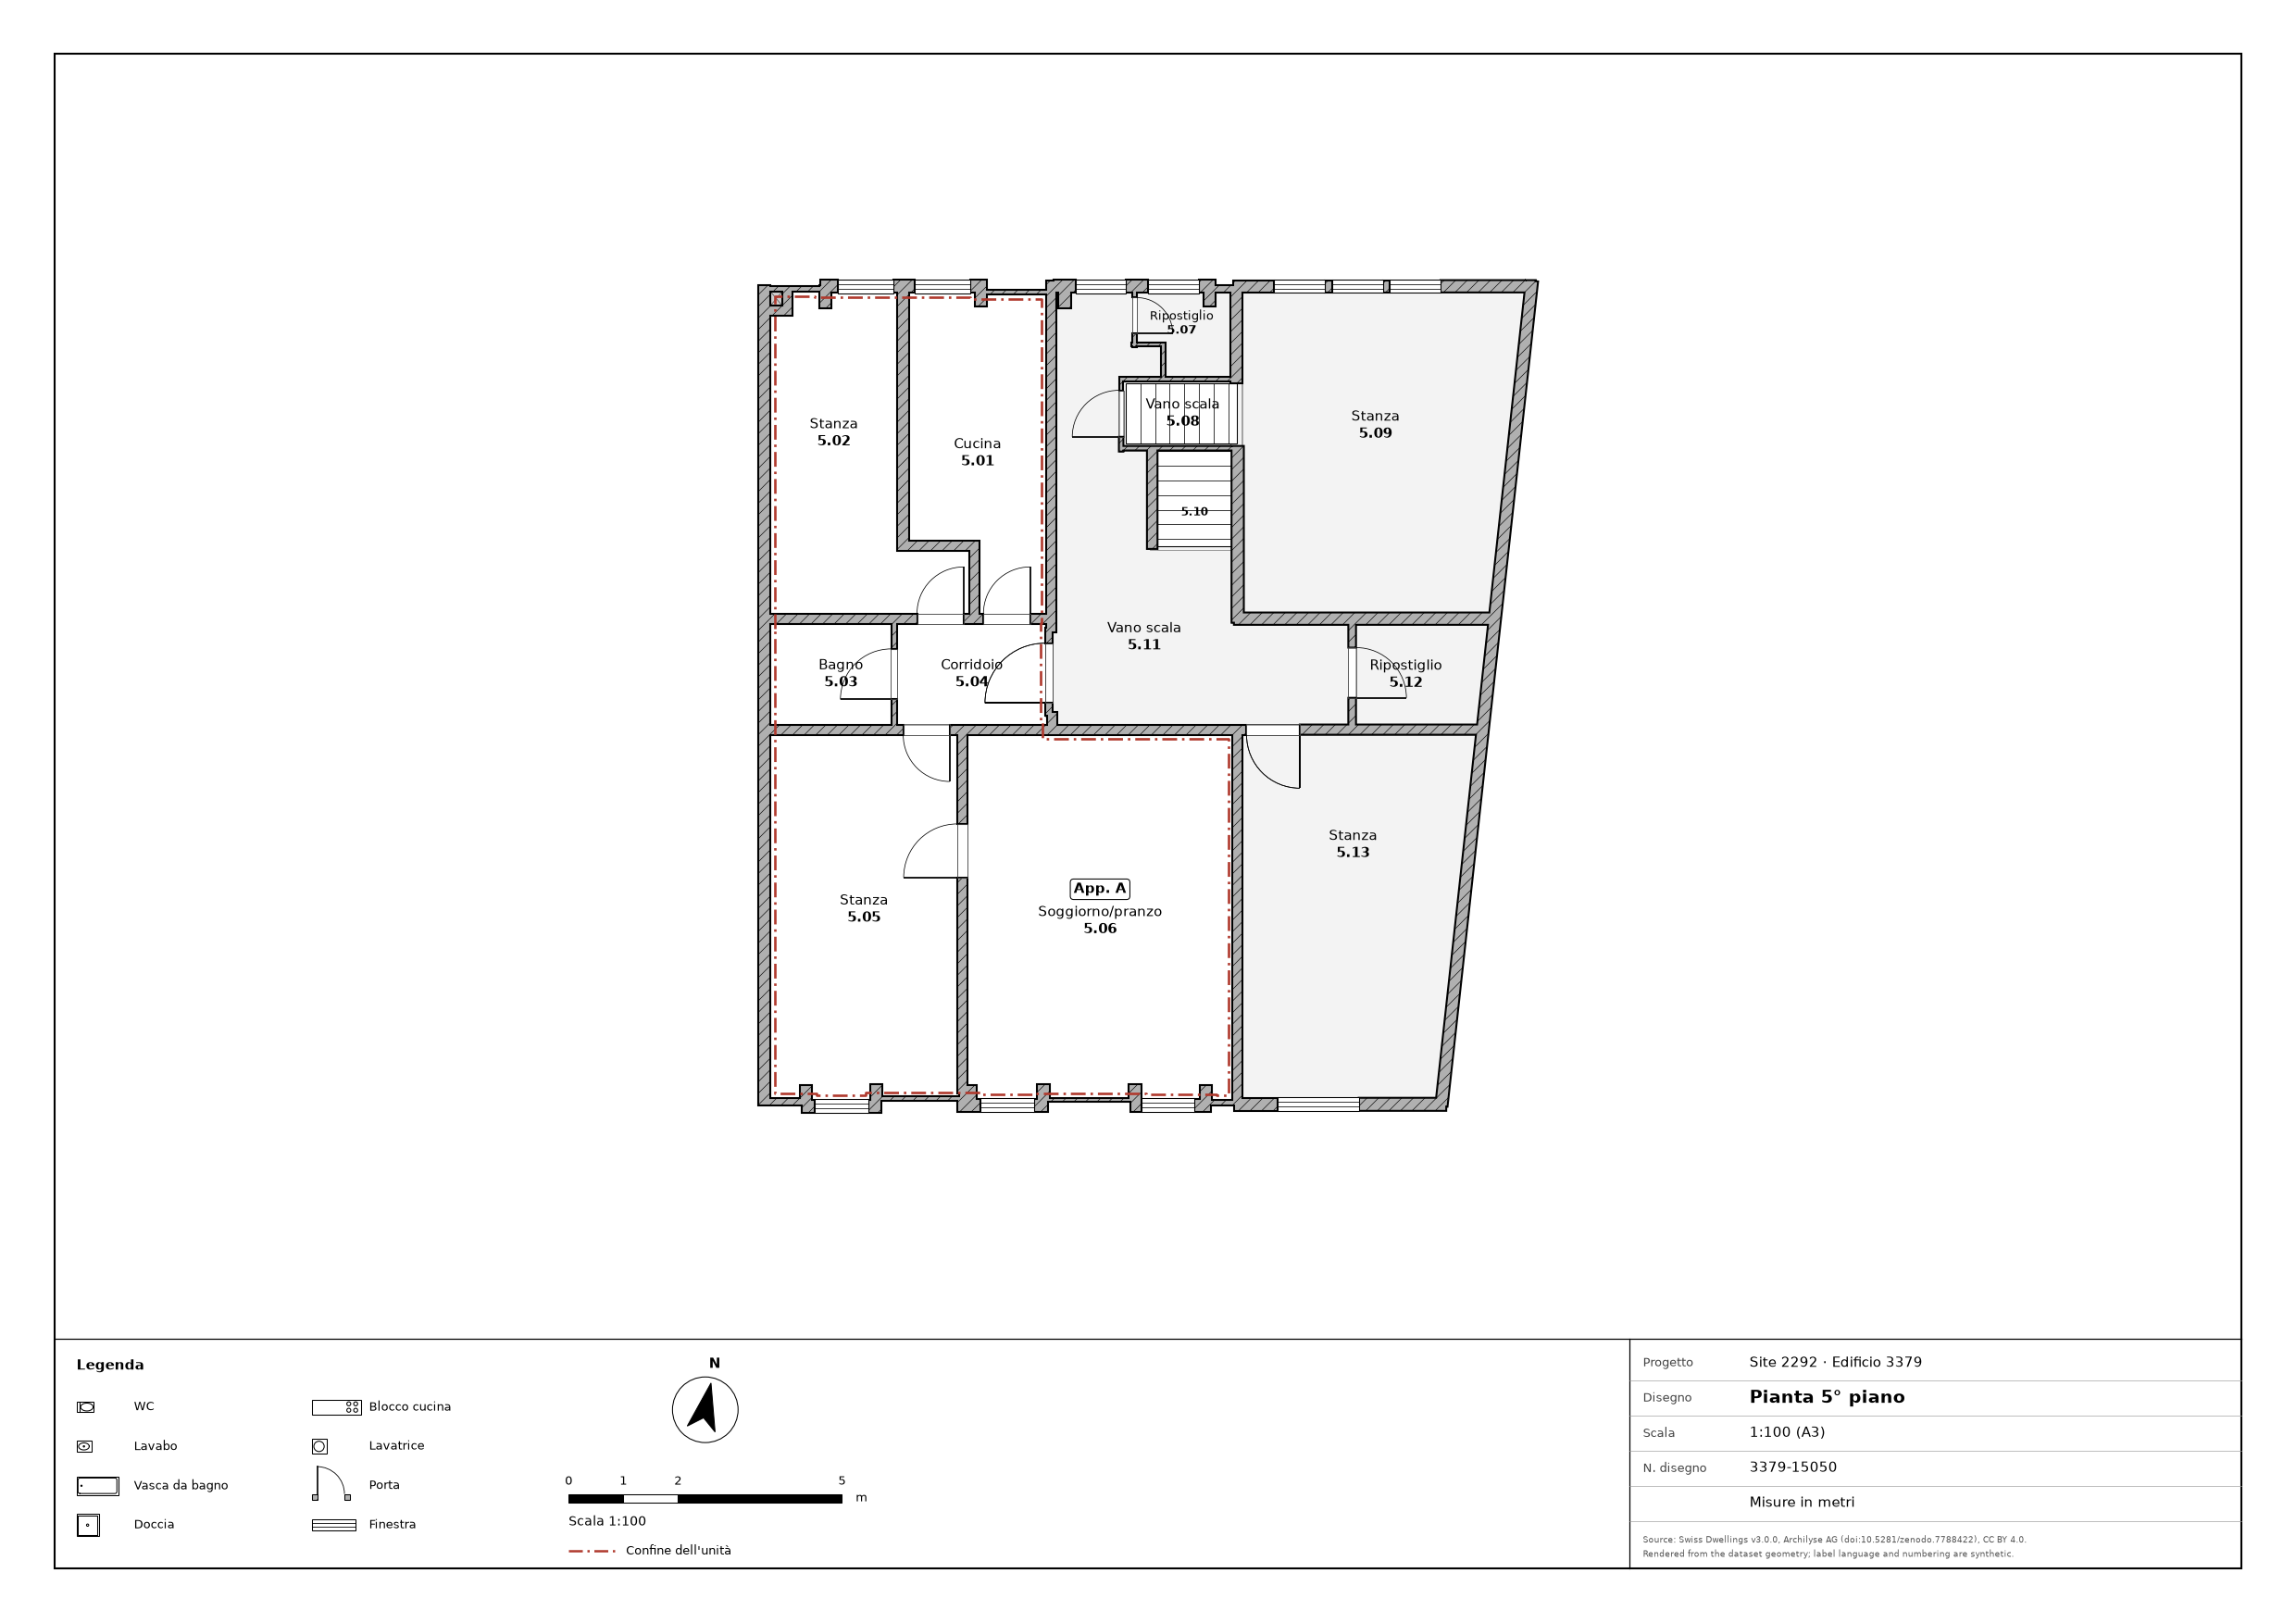 Ripostiglio
5.07
Stanza
5.02
Cucina
5.01
Vano scala
5.08
Stanza
5.09
5.10
Vano scala
5.11
Bagno
5.03
Corridoio
5.04
Ripostiglio
5.12
Stanza
5.05
App. A
Soggiorno/pranzo
5.06
Stanza
5.13
Legenda
WC
Lavabo
Vasca da bagno
Doccia
Blocco cucina
Lavatrice
Porta
Finestra
N
0 1 2 5 m
Scala 1:100
Confine dell'unità
Progetto Site 2292 · Edificio 3379
Disegno Pianta 5° piano
Scala 1:100 (A3)
N. disegno 3379-15050
Misure in metri
Source: Swiss Dwellings v3.0.0, Archilyse AG (doi:10.5281/zenodo.7788422), CC BY 4.0.
Rendered from the dataset geometry; label language and numbering are synthetic.